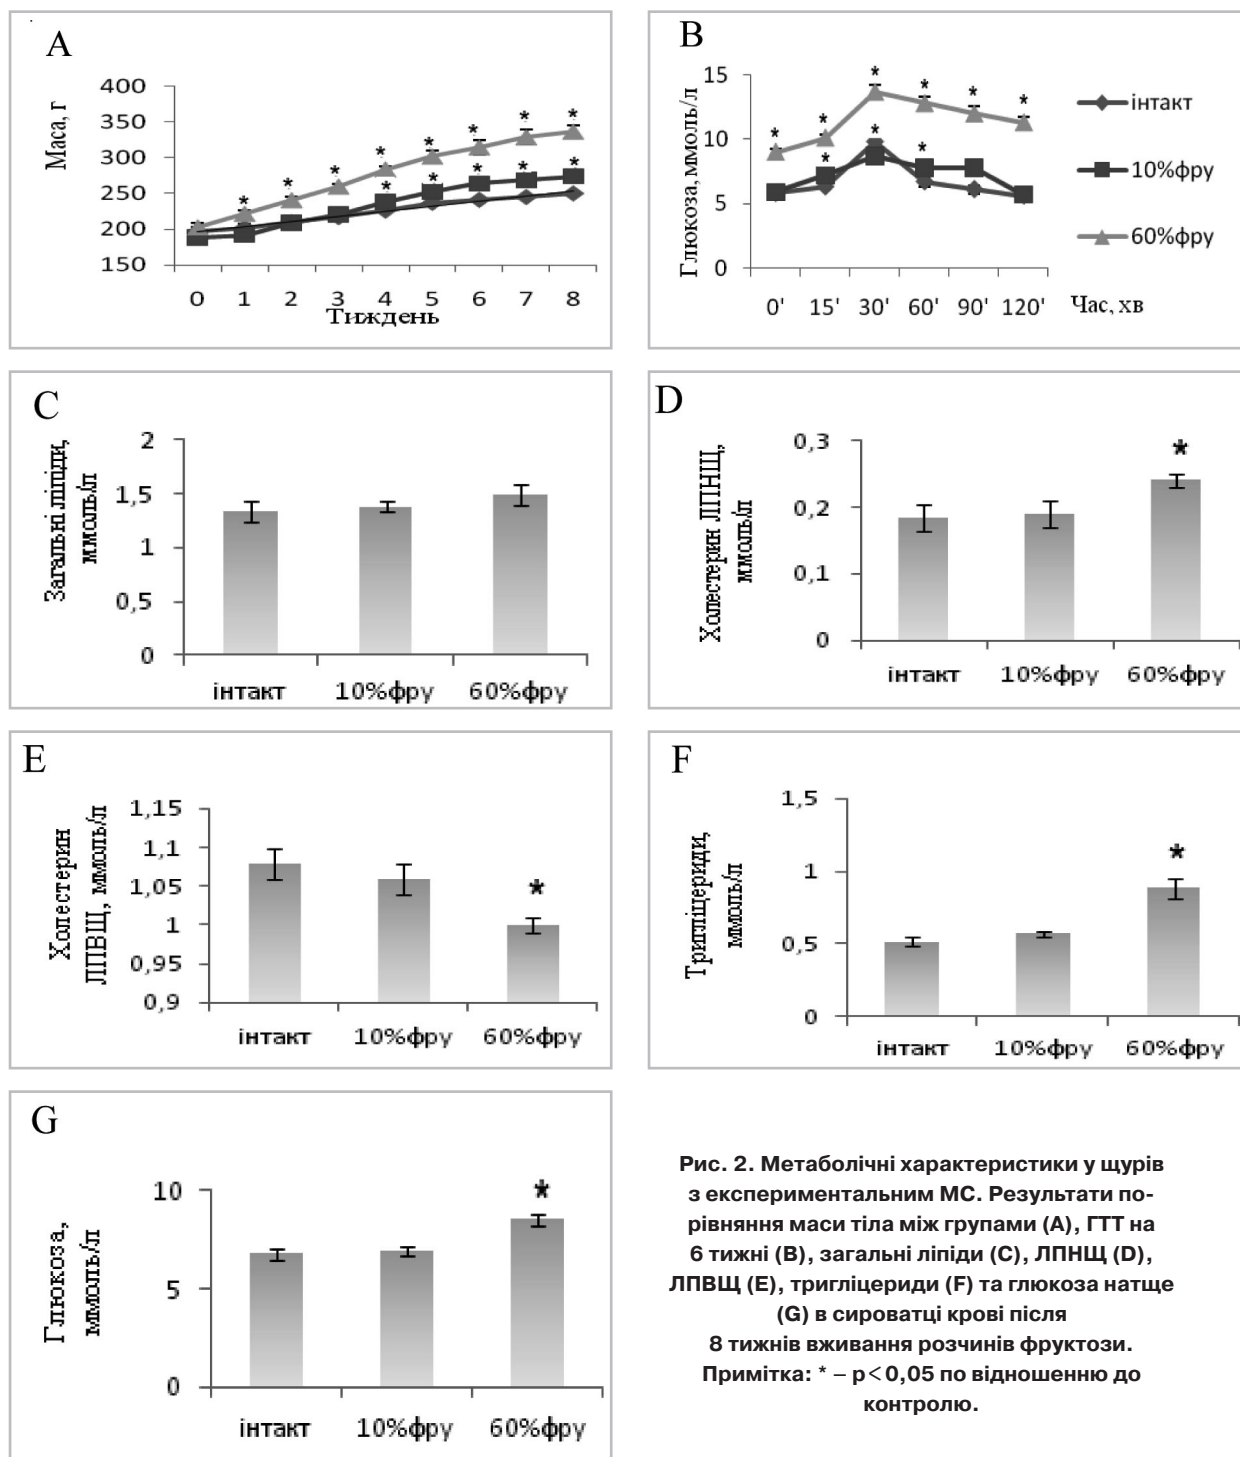 A
Маса, г
400
350
300
250
200
150
* * * * * * * *
* * * * *
0 1 2 3 4 5 6 7 8
Тиждень
B
Глюкоза, ммоль/л
15
10
5
0
* * * * * *
* * *
0' 15' 30' 60' 90' 120'
Час, хв
інтакт
10%фру
60%фру
C
Загальні ліпіди,
ммоль/л
2
1,5
1
0,5
0
інтакт 10%фру 60%фру
D
Холестерин ЛПНЩ,
ммоль/л
0,3
0,2
0,1
0
*
інтакт 10%фру 60%фру
E
Холестерин
ЛПВЩ, ммоль/л
1,15
1,1
1,05
1
0,95
0,9
*
інтакт 10%фру 60%фру
F
Тригліцериди,
ммоль/л
1,5
1
0,5
0
*
інтакт 10%фру 60%фру
G
Глюкоза,
ммоль/л
10
5
0
*
інтакт 10%фру 60%фру
Рис. 2. Метаболічні характеристики у щурів
з експериментальним МС. Результати по-
рівняння маси тіла між групами (А), ГТТ на
6 тижні (В), загальні ліпіди (С), ЛПНЩ (D),
ЛПВЩ (Е), тригліцериди (F) та глюкоза натще
(G) в сироватці крові після
8 тижнів вживання розчинів фруктози.
Примітка: * – р<0,05 по відношенню до
контролю.